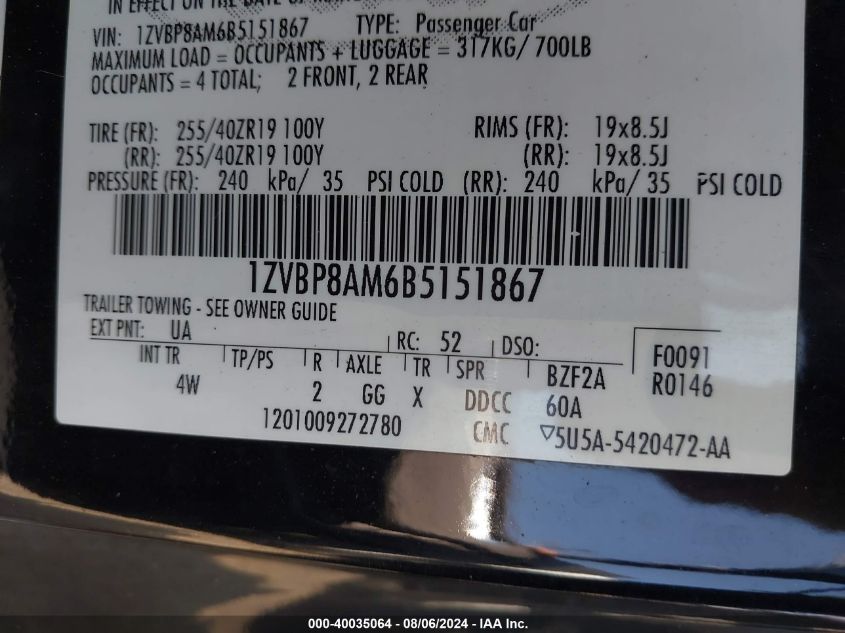 VIN: 1ZVBP8AM6B5151867 TYPE: Passenger Car
MAXIMUM LOAD = OCCUPANTS + LUGGAGE = 317KG/ 700LB
OCCUPANTS = 4 TOTAL; 2 FRONT, 2 REAR
TIRE (FR): 255/40ZR19 100Y RIMS (FR): 19x8.5J
(RR): 255/40ZR19 100Y (RR): 19x8.5J
PRESSURE (FR): 240 kPa/ 35 PSI COLD (RR): 240 kPa/ 35 PSI COLD
1ZVBP8AM6B5151867
TRAILER TOWING - SEE OWNER GUIDE
EXT PNT: UA RC: 52 DSO: F0091
INT TR TP/PS R AXLE TR SPR BZF2A R0146
4W 2 GG X DDCC 60A
1201009272780 CMC ▽5U5A-5420472-AA
000-40035064 - 08/06/2024 - IAA Inc.